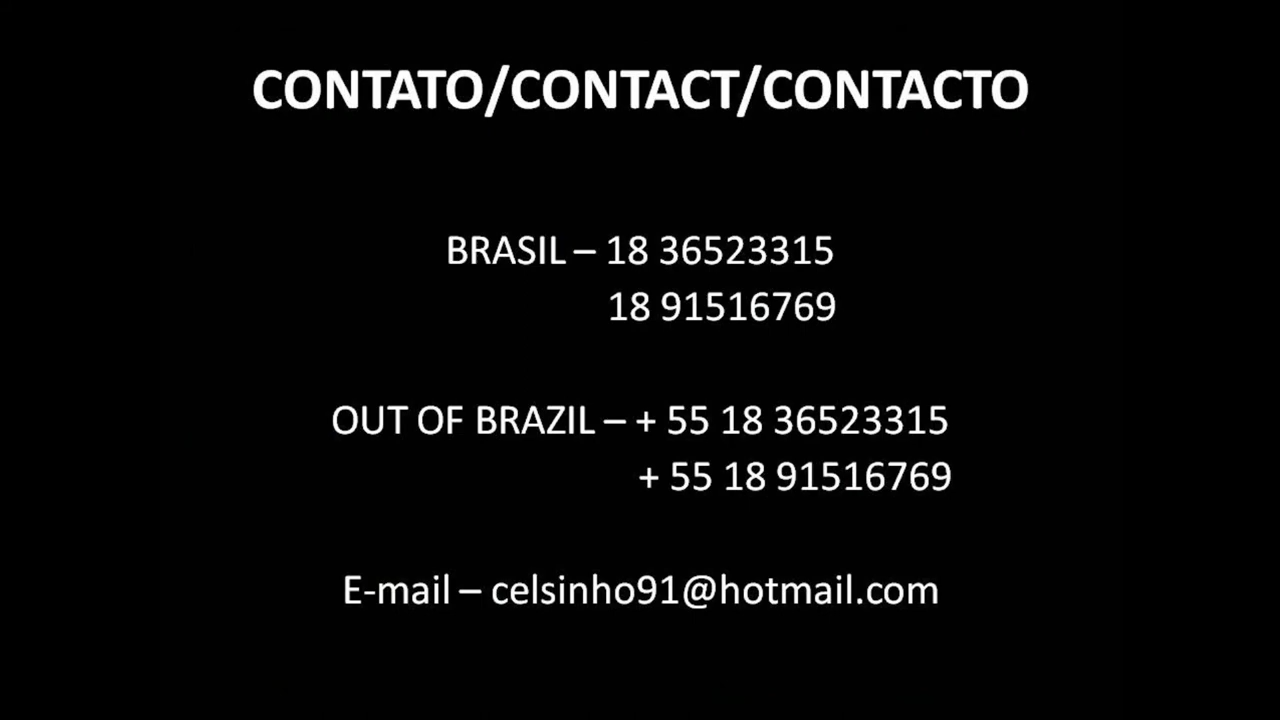 CONTATO/CONTACT/CONTACTO
BRASIL – 18 36523315
18 91516769
OUT OF BRAZIL – + 55 18 36523315
+ 55 18 91516769
E-mail – celsinho91@hotmail.com